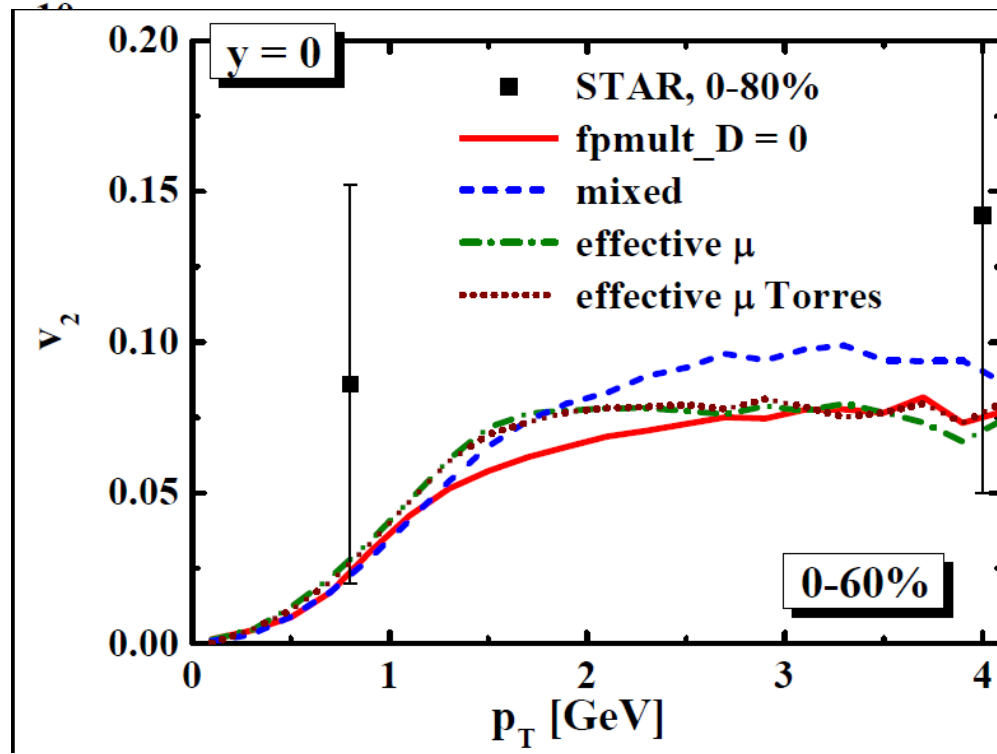 10
y = 0
STAR, 0-80%
fpmult_D = 0
mixed
effective μ
effective μ Torres
0-60%
v2
0.20
0.15
0.10
0.05
0.00
0
1
2
3
4
pT [GeV]